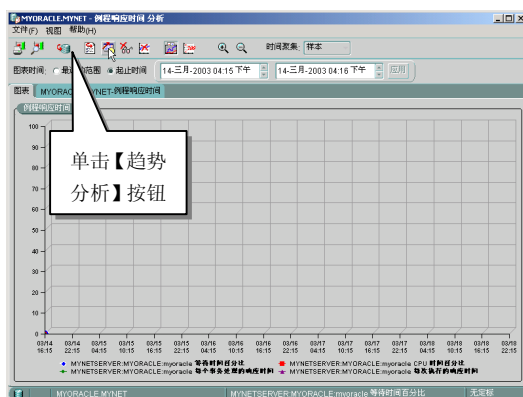 MYORACLE.MYNET - 例程响应时间 分析
文件(F) 视图 帮助(H)
时间聚集: 样本
图表时间: 起止时间 14-三月-2003 04:15 下午 14-三月-2003 04:16 下午 应用
图表 MYORAC YNET-例程响应时间
例程响应时间
单击【趋势
分析】按钮
100
90
80
70
60
50
40
30
20
10
0
03/14 03/14 03/15 03/15 03/15 03/15 03/16 03/16 03/16 03/16 03/17 03/17 03/17 03/17 03/18 03/18 03/18
16:15 22:15 04:15 10:15 16:15 22:15 04:15 10:15 16:15 22:15 04:15 10:15 16:15 22:15 04:15 10:15 16:15 22:15
MYNETSERVER:MYORACLE:myoracle 等待时间百分比 MYNETSERVER:MYORACLE:myoracle CPU 时间百分比
MYNETSERVER:MYORACLE:myoracle 每个事务处理的响应时间 MYNETSERVER:MYORACLE:myoracle 每次执行的响应时间
MYORACLE.MYNET MYNETSERVER:MYORACLE:myoracle 等待时间百分比 无定标